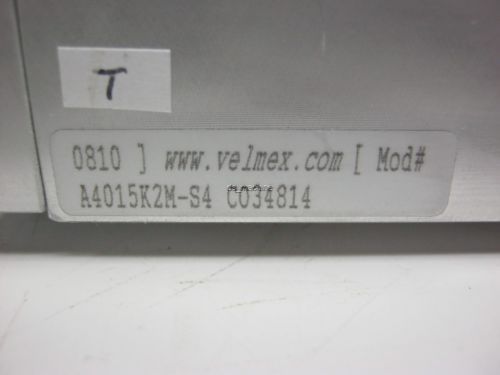 T
0810 ] www.velmex.com [ Mod#
A4015K2M-S4 C034814